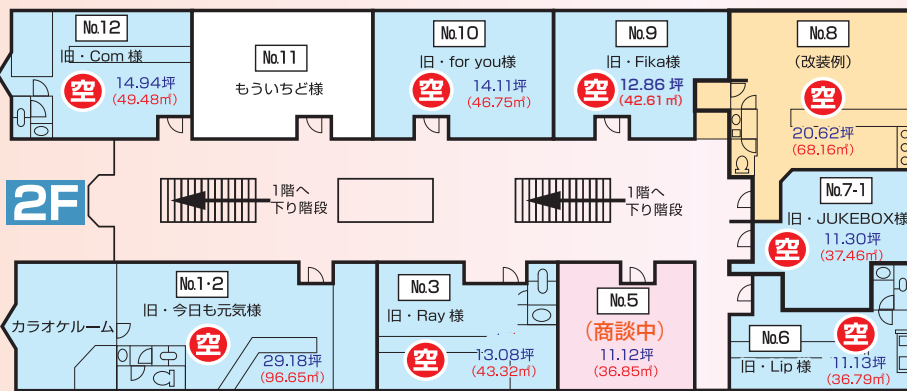 No.12
旧・Com 様
空
14.94坪
(49.48㎡)
No.11
もういちど様
No.10
旧・for you様
空
14.11坪
(46.75㎡)
No.9
旧・Fika様
空
12.86 坪
(42.61㎡)
No.8
(改装例)
空
20.62坪
(68.16㎡)
2F
1階へ
下り階段
1階へ
下り階段
No.7-1
旧・JUKEBOX様
空
11.30坪
(37.46㎡)
カラオケルーム
No.1・2
旧・今日も元気様
空
29.18坪
(96.65㎡)
No.3
旧・Ray 様
空
13.08坪
(43.32㎡)
No.5
(商談中)
11.12坪
(36.85㎡)
No.6
旧・Lip 様
空
11.13坪
(36.79㎡)